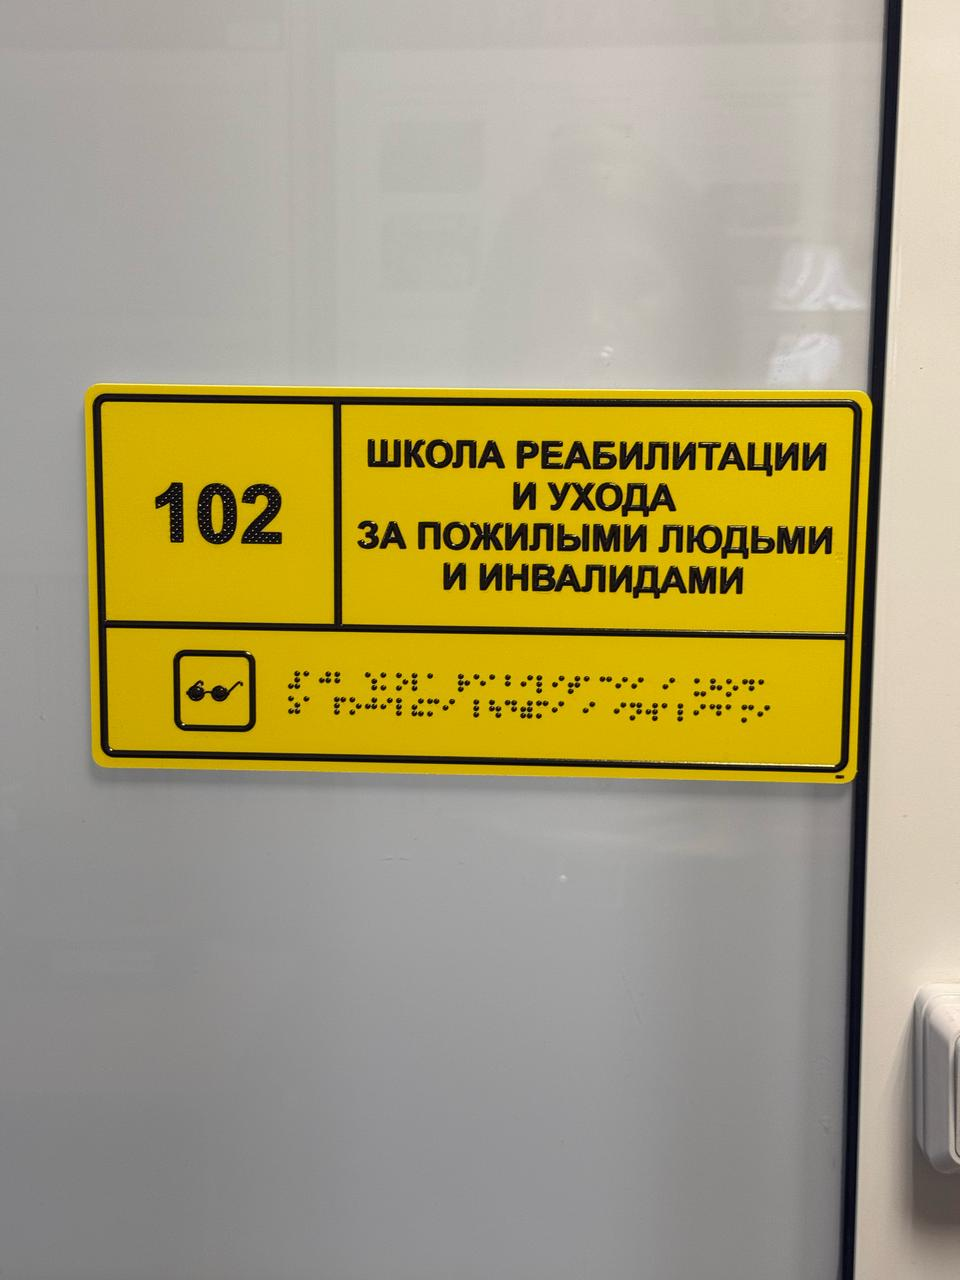 102
ШКОЛА РЕАБИЛИТАЦИИ
И УХОДА
ЗА ПОЖИЛЫМИ ЛЮДЬМИ
И ИНВАЛИДАМИ